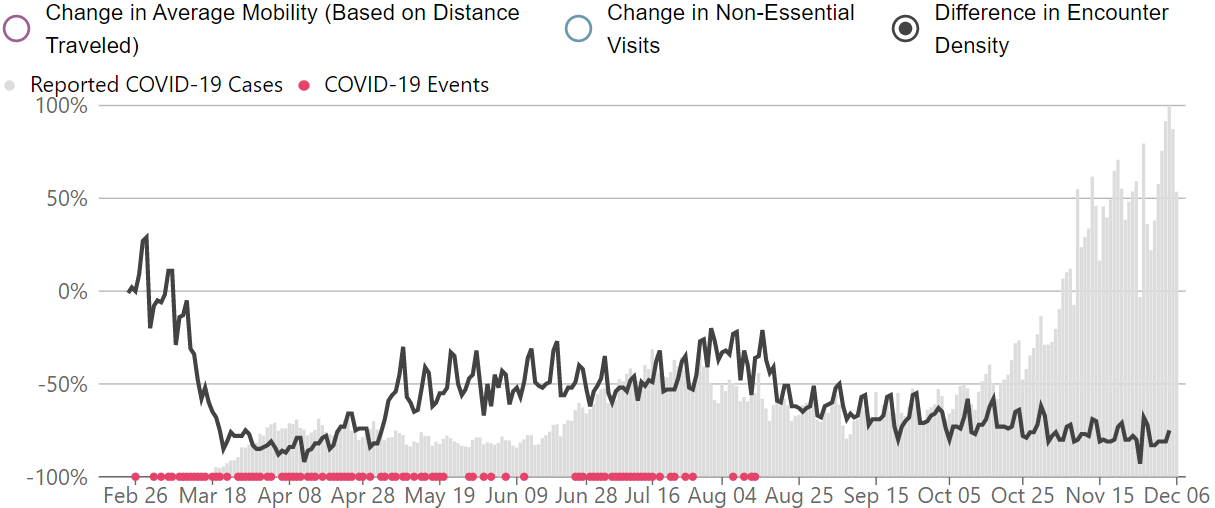 Change in Average Mobility (Based on Distance
Traveled)
Change in Non-Essential
Visits
Difference in Encounter
Density
Reported COVID-19 Cases
COVID-19 Events
100%
50%
0%
-50%
-100%
Feb 26 Mar 18 Apr 08 Apr 28 May 19 Jun 09 Jun 28 Jul 16 Aug 04 Aug 25 Sep 15 Oct 05 Oct 25 Nov 15 Dec 06